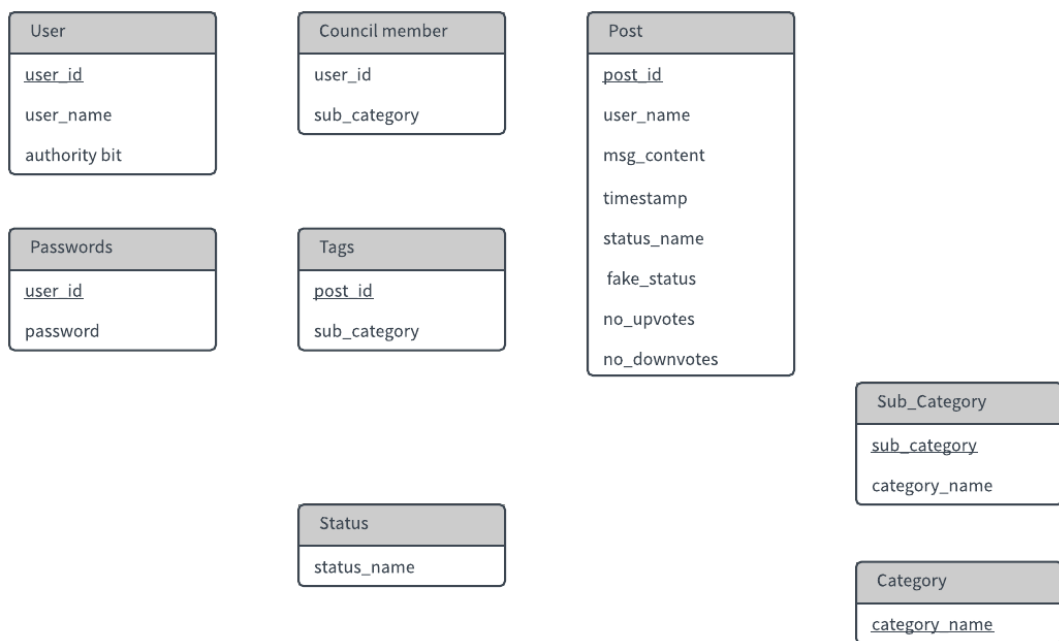 User
user_id
user_name
authority bit
Council member
user_id
sub_category
Post
post_id
user_name
msg_content
timestamp
status_name
fake_status
no_upvotes
no_downvotes
Passwords
user_id
password
Tags
post_id
sub_category
Sub_Category
sub_category
category_name
Status
status_name
Category
category_name